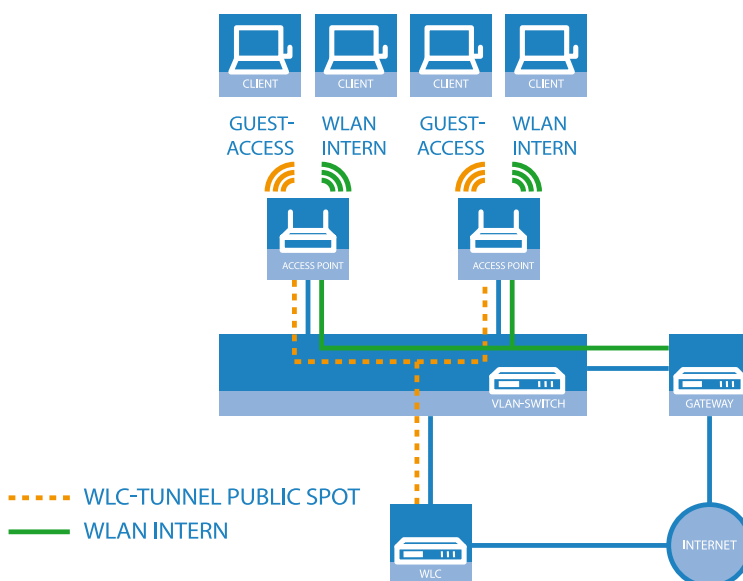 CLIENT
CLIENT
CLIENT
CLIENT
GUEST-
ACCESS
WLAN
INTERN
GUEST-
ACCESS
WLAN
INTERN
ACCESS POINT
ACCESS POINT
VLAN-SWITCH
GATEWAY
WLC-TUNNEL PUBLIC SPOT
WLAN INTERN
WLC
INTERNET